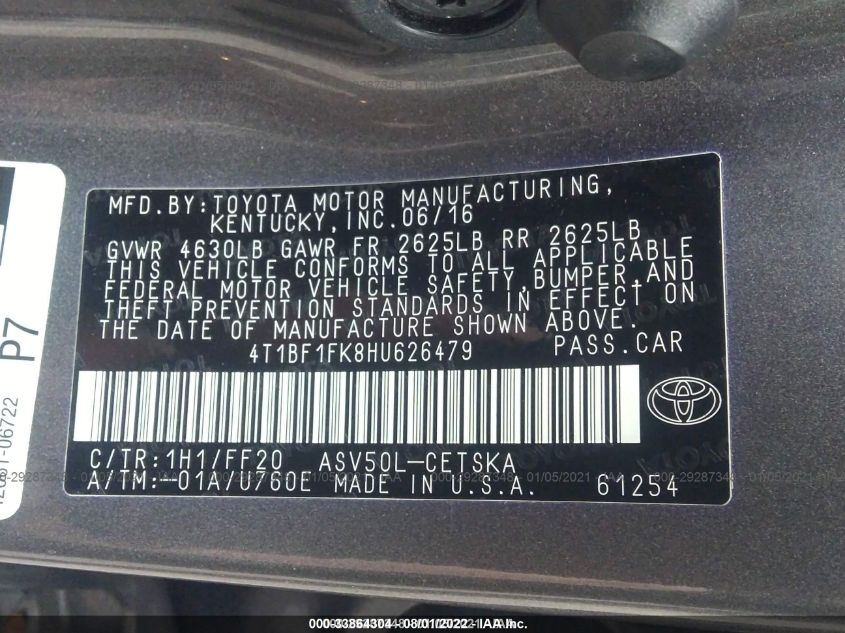 MFD.BY:TOYOTA MOTOR MANUFACTURING,
KENTUCKY,INC.06/16
GVWR 4630LB GAWR FR 2625LB RR 2625LB
THIS VEHICLE CONFORMS TO ALL APPLICABLE
FEDERAL MOTOR VEHICLE SAFETY,BUMPER,AND
THEFT PREVENTION STANDARDS IN EFFECT ON
THE DATE OF MANUFACTURE SHOWN ABOVE.
4T1BF1FK8HU626479 PASS.CAR
C/TR:1H1/FF20 ASV50L-CETSKA
A/TM:-01A/U760E MADE IN U.S.A. 61254
P7
000-33864304 - 08/01/2022 - IAA Inc.